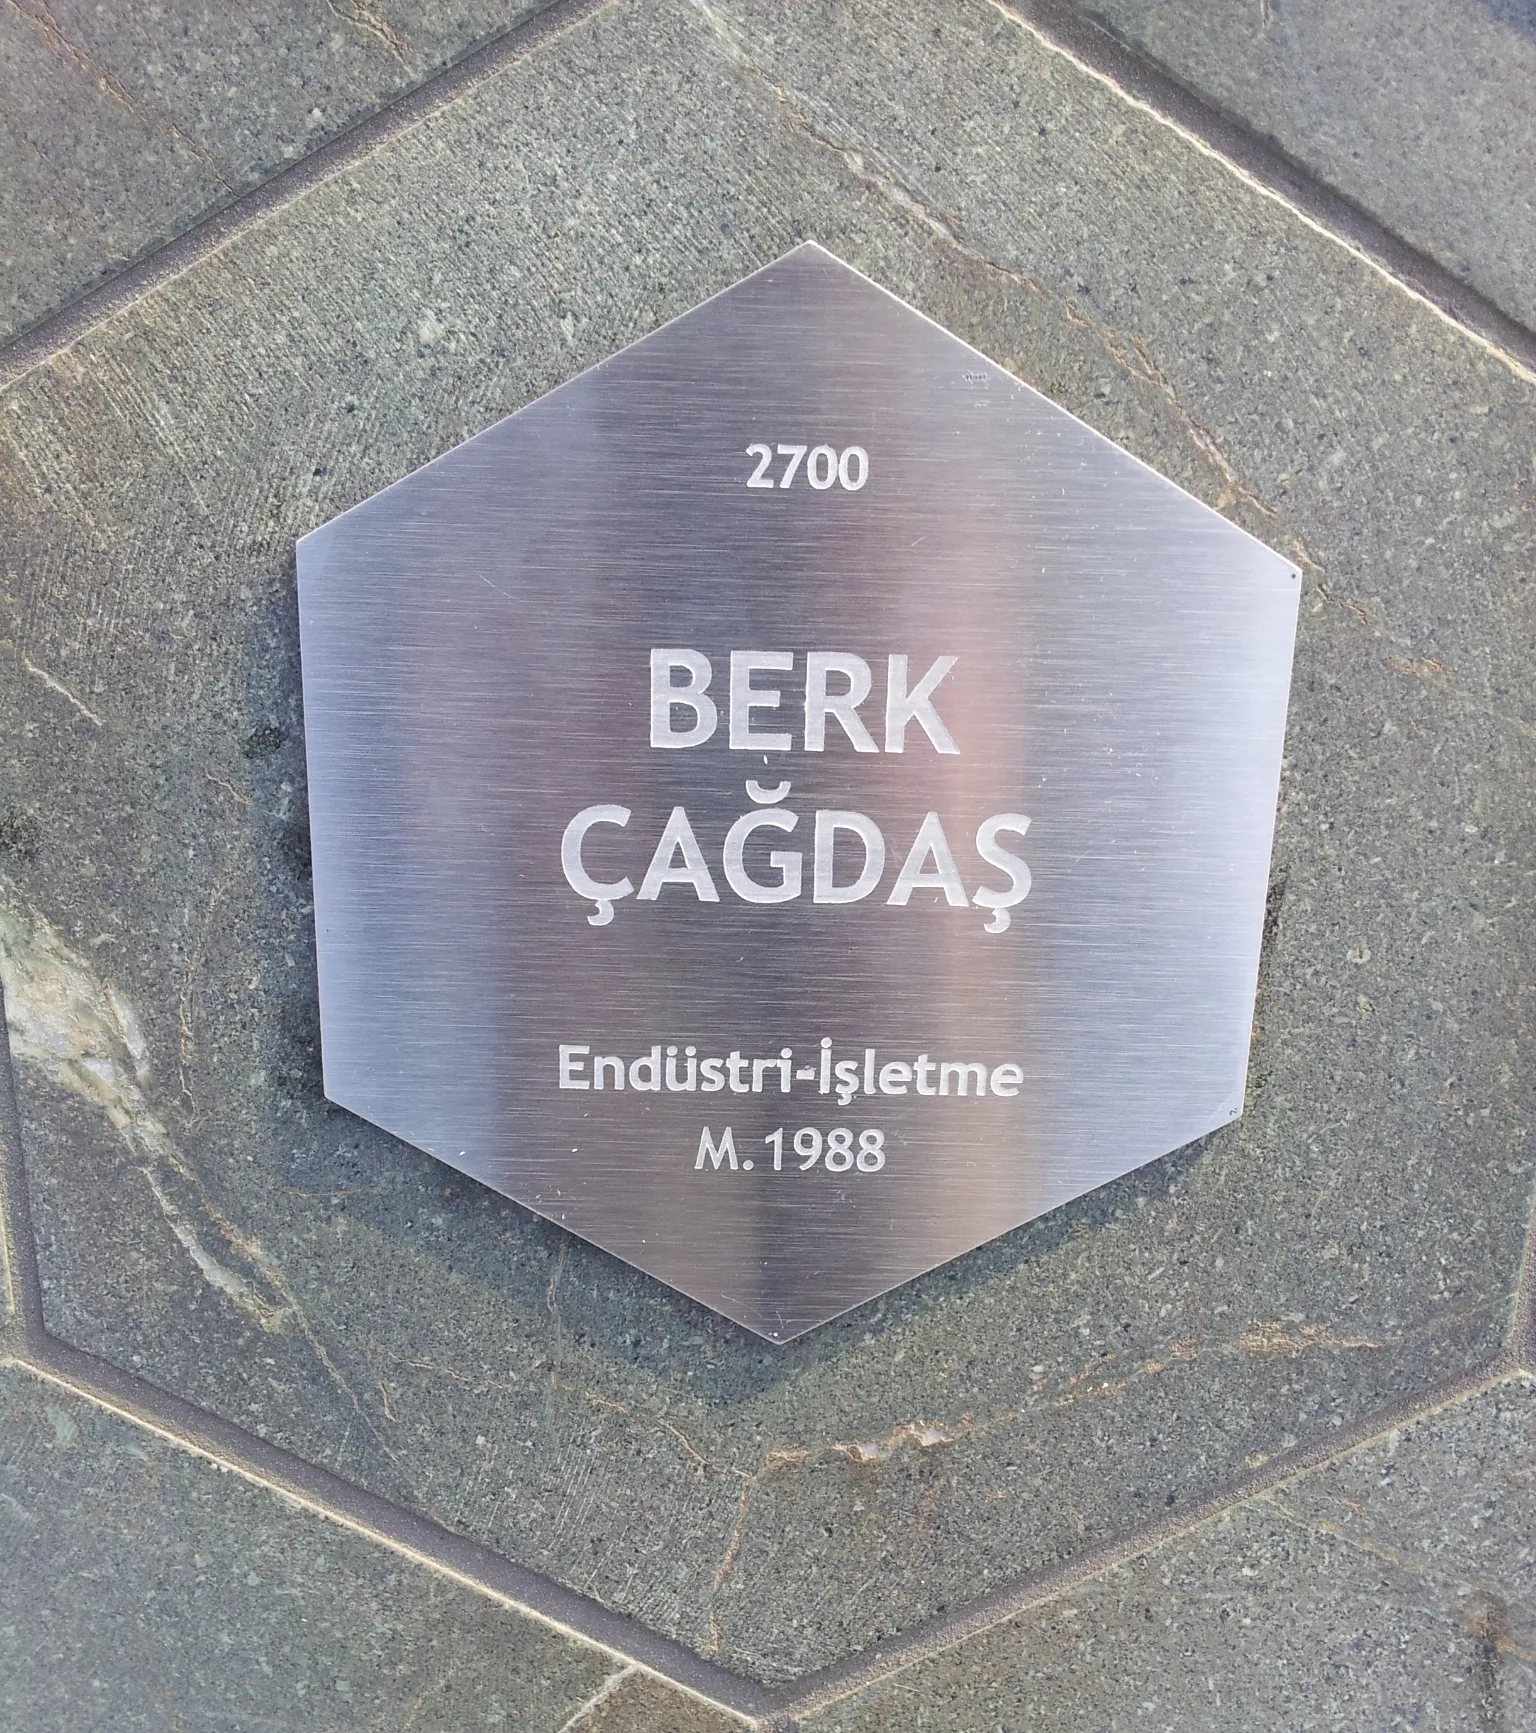 2700
BERK
ÇAĞDAŞ
Endüstri-İşletme
M. 1988